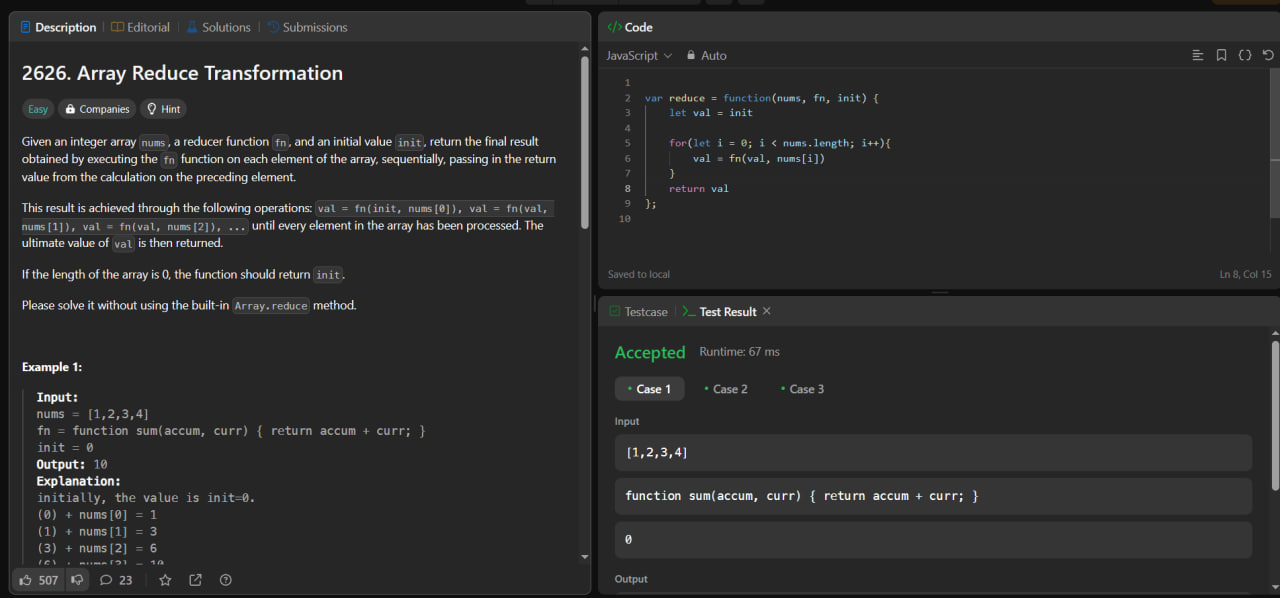 Description
Editorial
Solutions
Submissions
2626. Array Reduce Transformation
Easy
Companies
Hint
Given an integer array nums, a reducer function fn, and an initial value init, return the final result
obtained by executing the fn function on each element of the array, sequentially, passing in the return
value from the calculation on the preceding element.
This result is achieved through the following operations: val = fn(init, nums[0]), val = fn(val,
nums[1]), val = fn(val, nums[2]), ... until every element in the array has been processed. The
ultimate value of val is then returned.
If the length of the array is 0, the function should return init.
Please solve it without using the built-in Array.reduce method.
Example 1:
Input:
nums = [1,2,3,4]
fn = function sum(accum, curr) { return accum + curr; }
init = 0
Output: 10
Explanation:
initially, the value is init=0.
(0) + nums[0] = 1
(1) + nums[1] = 3
(3) + nums[2] = 6
(6) + nums[3] = 10
507
23
</> Code
JavaScript
Auto
1
2 var reduce = function(nums, fn, init) {
3 let val = init
4
5 for(let i = 0; i < nums.length; i++){
6 val = fn(val, nums[i])
7 }
8 return val
9 };
10
Saved to local
Ln 8, Col 15
Testcase
Test Result
Accepted
Runtime: 67 ms
Case 1
Case 2
Case 3
Input
[1,2,3,4]
function sum(accum, curr) { return accum + curr; }
0
Output